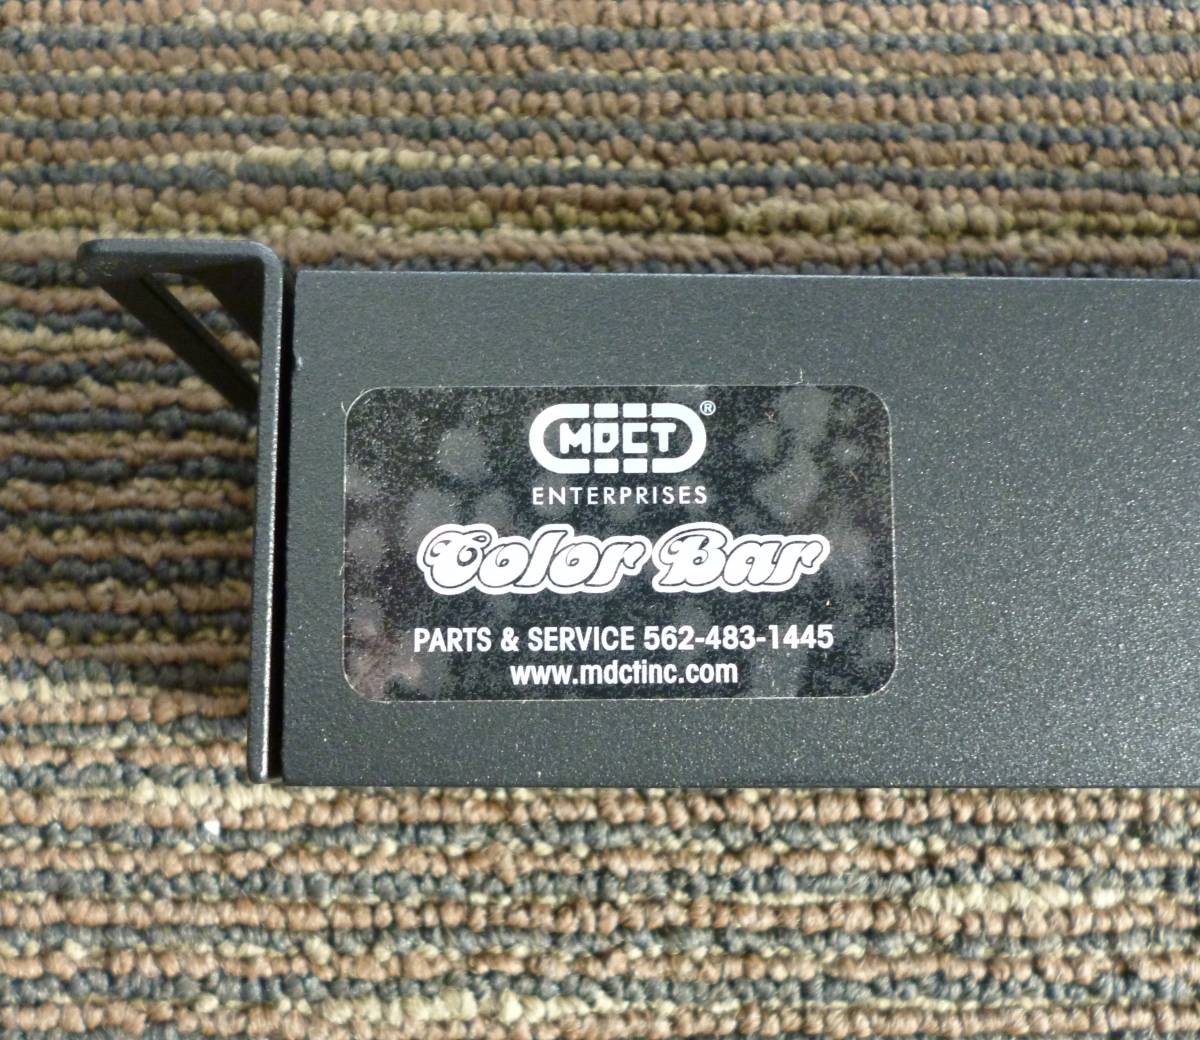 MDCT®
ENTERPRISES
Color Bar
PARTS & SERVICE 562-483-1445
www.mdctinc.com